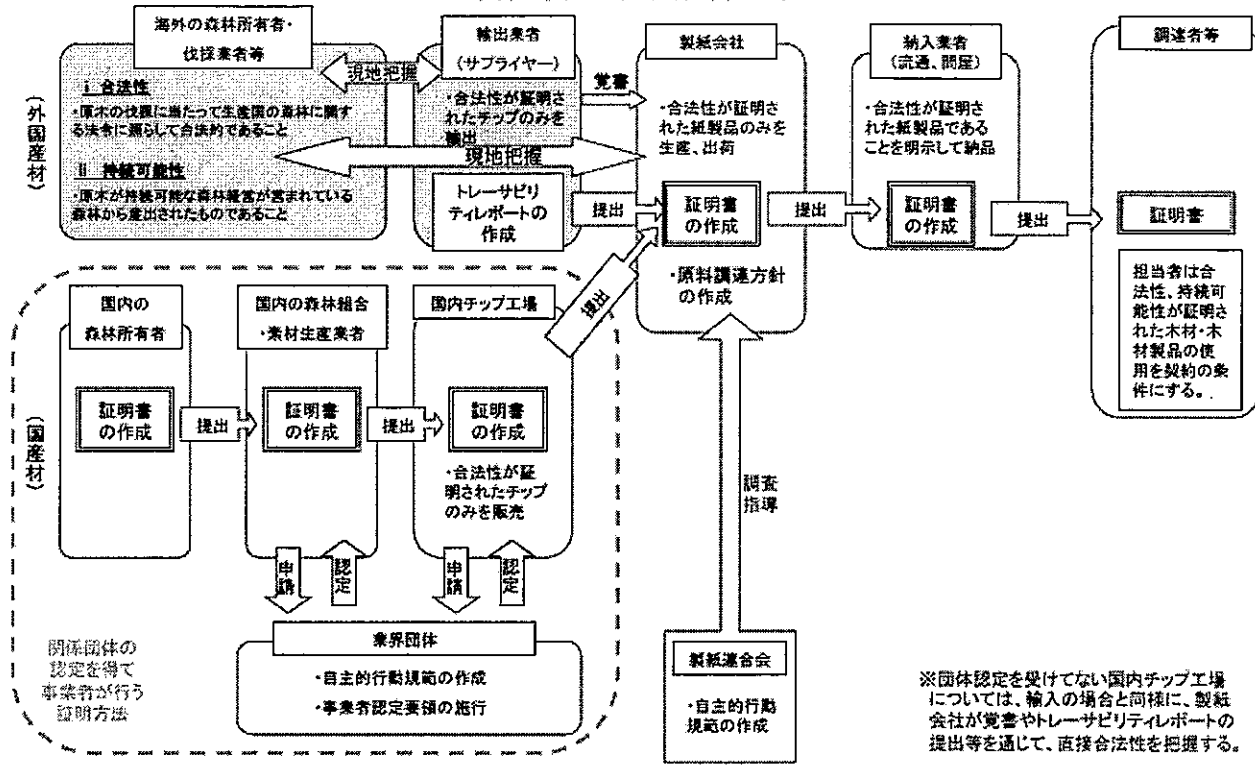 海外の森林所有者・
伐採業者等
輸出業者
(サプライヤー)
製紙会社
納入業者
(流通、問屋)
調達者等
(外国産材)
現地把握
覚書
i 合法性
・原木の伐採に当たって生産国の森林に関す
る法令に照らして合法的であること
ii 持続可能性
・原木が持続可能な森林経営が営まれている
森林から産出されたものであること
・合法性が証明さ
れたチップのみを
輸出
現地把握
トレーサビリ
ティレポートの
作成
提出
・合法性が証明さ
れた紙製品のみを
生産、出荷
証明書
の作成
・原料調達方針
の作成
提出
・合法性が証明さ
れた紙製品である
ことを明示して納品
証明書
の作成
提出
証明書
担当者は合
法性、持続可
能性が証明さ
れた木材・木
材製品の使
用を契約の条
件にする。
(国産材)
国内の
森林所有者
証明書
の作成
提出
国内の森林組合
・素材生産業者
証明書
の作成
提出
国内チップ工場
証明書
の作成
・合法性が証
明されたチップ
のみを販売
提出
申請
認定
申請
認定
業界団体
・自主的行動規範の作成
・事業者認定要領の施行
関係団体の
認定を得て
事業者が行う
証明方法
調査
指導
製紙連合会
・自主的行動
規範の作成
※団体認定を受けてない国内チップ工場
については、輸入の場合と同様に、製紙
会社が覚書やトレーサビリティレポートの
提出等を通じて、直接合法性を把握する。